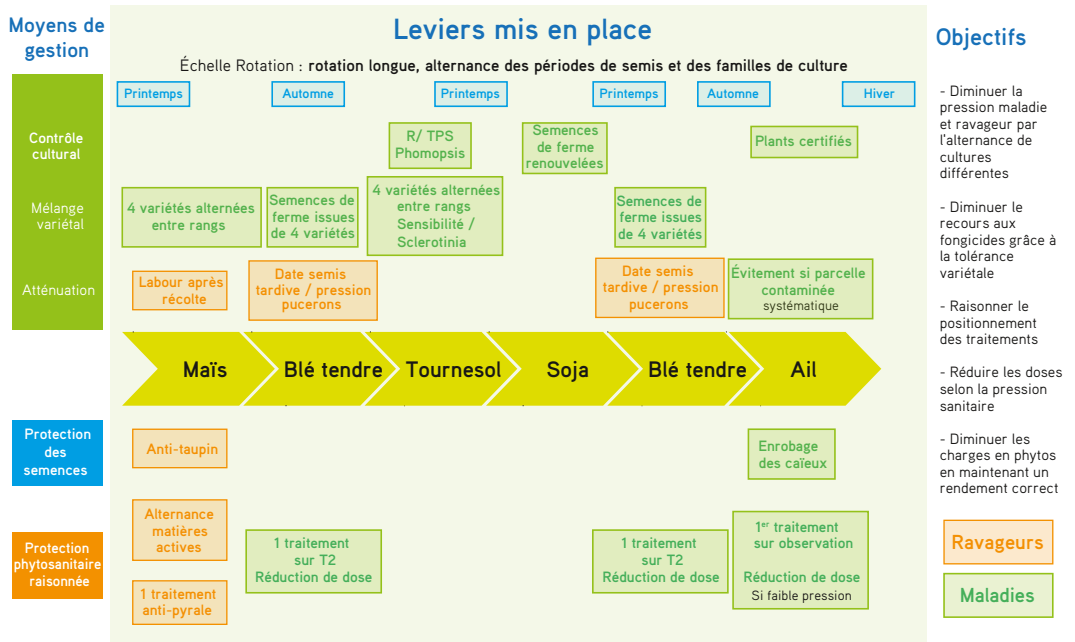 Moyens de
gestion
Leviers mis en place
Objectifs
Échelle Rotation : rotation longue, alternance des périodes de semis et des familles de culture
Printemps
Automne
Printemps
Printemps
Automne
Hiver
Contrôle
cultural
R/ TPS
Phomopsis
Semences
de ferme
renouvelées
Plants certifiés
Mélange
variétal
4 variétés alternées
entre rangs
Semences de
ferme issues
de 4 variétés
4 variétés alternées
entre rangs
Sensibilité /
Sclerotinia
Semences de
ferme issues
de 4 variétés
Atténuation
Labour après
récolte
Date semis
tardive / pression
pucerons
Date semis
tardive / pression
pucerons
Évitement si parcelle
contaminée
systématique
Maïs
Blé tendre
Tournesol
Soja
Blé tendre
Ail
Protection
des
semences
Anti-taupin
Enrobage
des caïeux
Protection
phytosanitaire
raisonnée
Alternance
matières
actives
1 traitement
anti-pyrale
1 traitement
sur T2
Réduction de dose
1 traitement
sur T2
Réduction de dose
1er traitement
sur observation
Réduction de dose
Si faible pression
- Diminuer la
pression maladie
et ravageur par
l'alternance de
cultures
différentes
- Diminuer le
recours aux
fongicides grâce à
la tolérance
variétale
- Raisonner le
positionnement
des traitements
- Réduire les doses
selon la pression
sanitaire
- Diminuer les
charges en phytos
en maintenant un
rendement correct
Ravageurs
Maladies